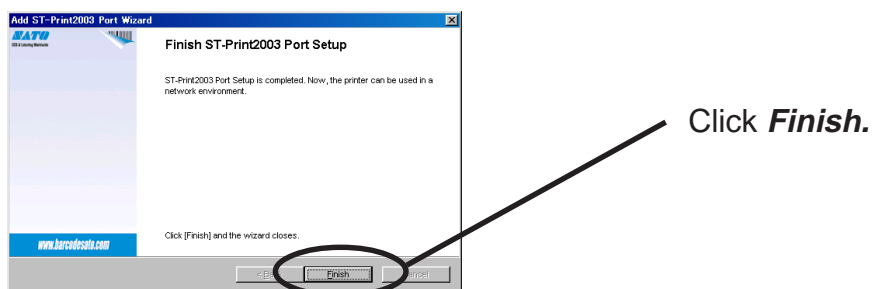 Add ST-Print2003 Port Wizard
SATO
Finish ST-Print2003 Port Setup
ST-Print2003 Port Setup is completed. Now, the printer can be used in a
network environment.
Click Finish.
Click [Finish] and the wizard closes.
www.barcodesato.com
Finish